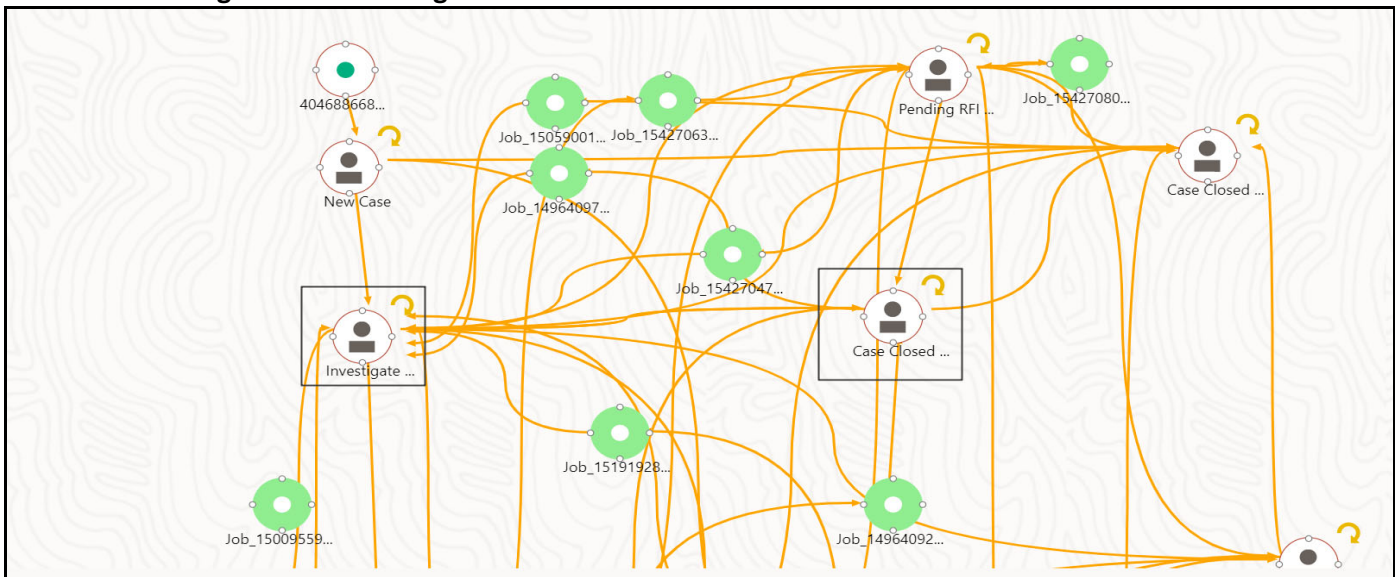 404688668...
Pending RFI ...
Job_15427080...
Job_15059001...
Job_15427063...
Case Closed ...
New Case
Job_14964097...
Job_15427047...
Investigate ...
Case Closed ...
Job_15191928...
Job_15009559...
Job_14964092...